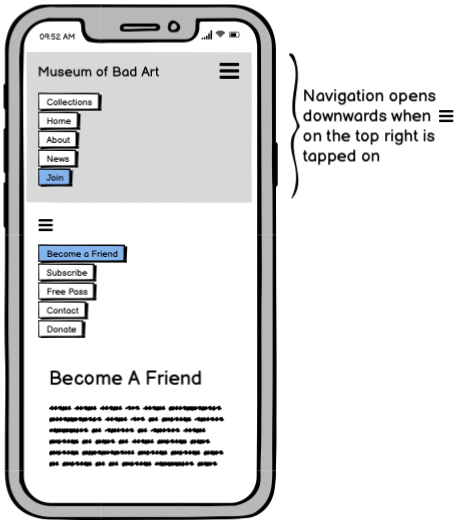 09:52 AM
Museum of Bad Art
Collections
Home
About
News
Join
Become a Friend
Subscribe
Free Pass
Contact
Donate
Become A Friend
Navigation opens
downwards when
on the top right is
tapped on